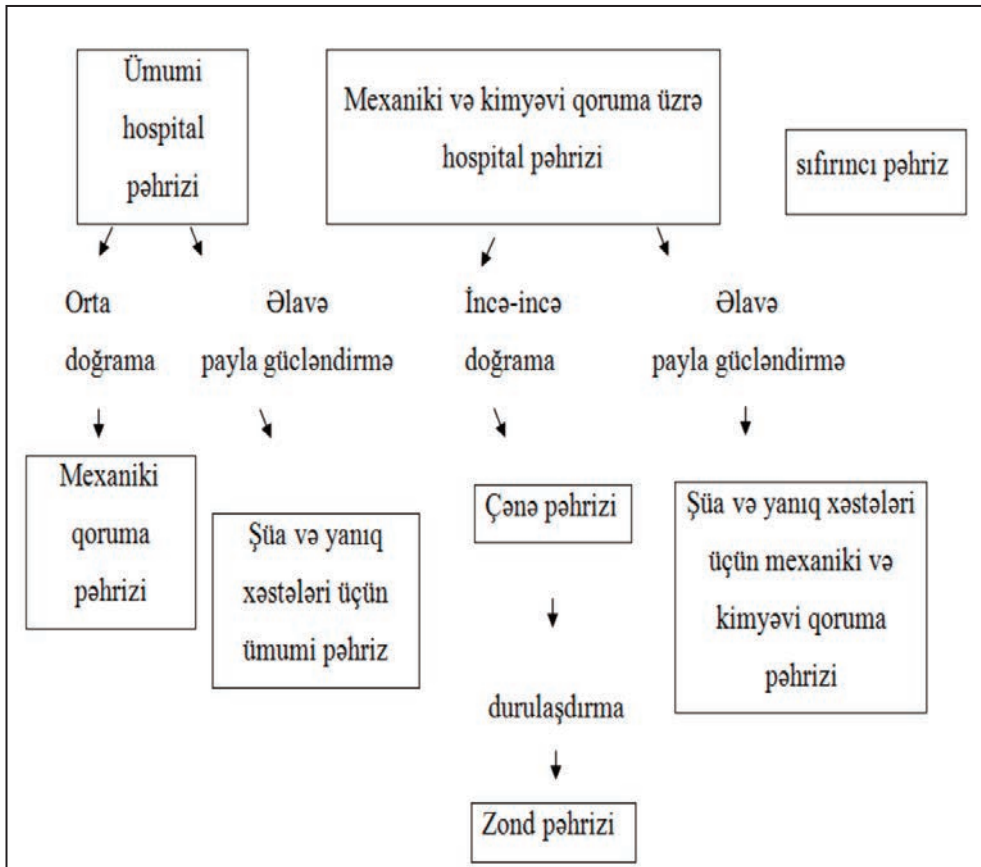 Ümumi
hospital
pəhrizi
Mexaniki və kimyəvi qoruma üzrə
hospital pəhrizi
sıfırıncı pəhriz
Orta
doğrama
Əlavə
payla gücləndirmə
İncə-incə
doğrama
Əlavə
payla gücləndirmə
Mexaniki
qoruma
pəhrizi
Şüa və yanıq
xəstələri üçün
ümumi pəhriz
Çənə pəhrizi
Şüa və yanıq xəstələri
üçün mexaniki və
kimyəvi qoruma
pəhrizi
durulaşdırma
Zond pəhrizi